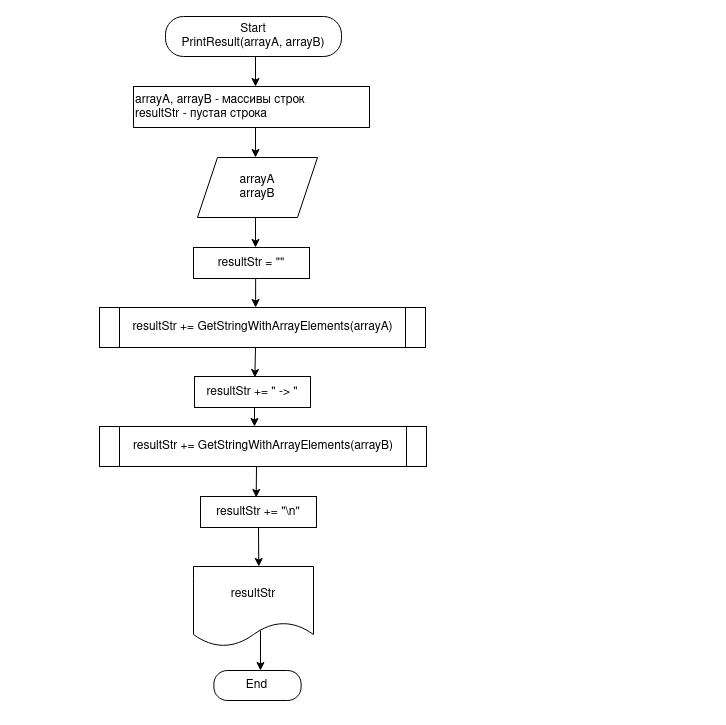 Start
PrintResult(arrayA, arrayB)
arrayA, arrayB - массивы строк
resultStr - пустая строка
arrayA
arrayB
resultStr = ""
resultStr += GetStringWithArrayElements(arrayA)
resultStr += " -> "
resultStr += GetStringWithArrayElements(arrayB)
resultStr += "\n"
resultStr
End